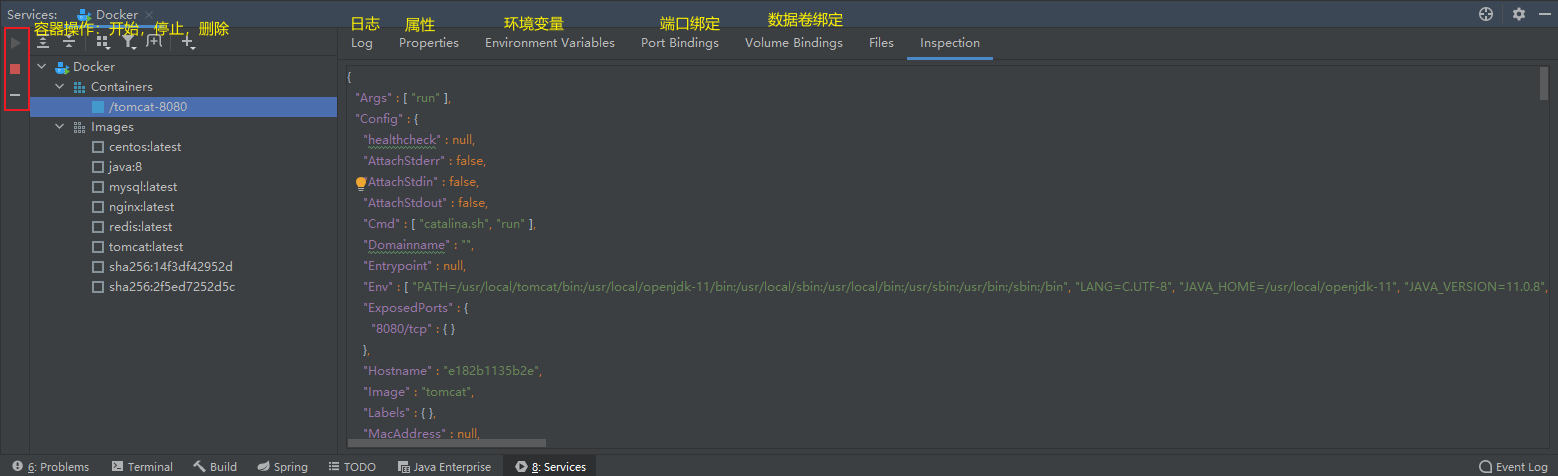 Services: Docker
容器操作：开始，停止，删除
日志 属性 环境变量 端口绑定 数据卷绑定
Log Properties Environment Variables Port Bindings Volume Bindings Files Inspection
Docker
Containers
/tomcat-8080
Images
centos:latest
java:8
mysql:latest
nginx:latest
redis:latest
tomcat:latest
sha256:14f3df42952d
sha256:2f5ed7252d5c
{
"Args" : [ "run" ],
"Config" : {
"healthcheck" : null,
"AttachStderr" : false,
"AttachStdin" : false,
"AttachStdout" : false,
"Cmd" : [ "catalina.sh", "run" ],
"Domainname" : "",
"Entrypoint" : null,
"Env" : [ "PATH=/usr/local/tomcat/bin:/usr/local/openjdk-11/bin:/usr/local/sbin:/usr/local/bin:/usr/sbin:/usr/bin:/sbin:/bin", "LANG=C.UTF-8", "JAVA_HOME=/usr/local/openjdk-11", "JAVA_VERSION=11.0.8",
"ExposedPorts" : {
"8080/tcp" : { }
},
"Hostname" : "e182b1135b2e",
"Image" : "tomcat",
"Labels" : { },
"MacAddress" : null,
6: Problems Terminal Build Spring TODO Java Enterprise 8: Services Event Log